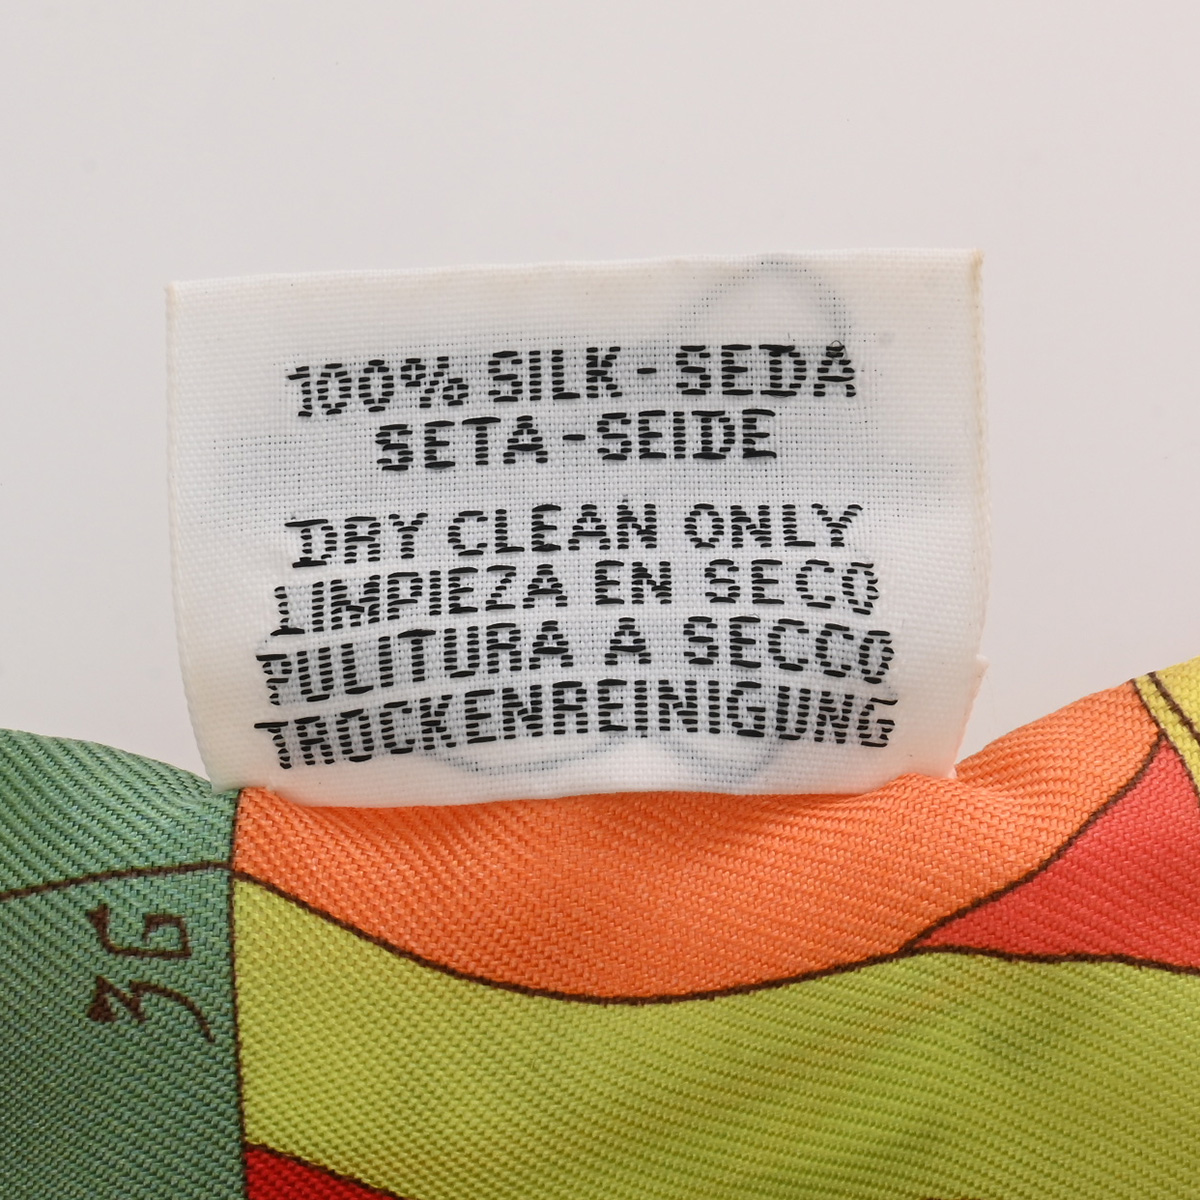 100% SILK - SEDA
SETA - SEIDE
DRY CLEAN ONLY
LIMPIEZA EN SECO
PULITURA A SECCO
TROCKENREINIGUNG